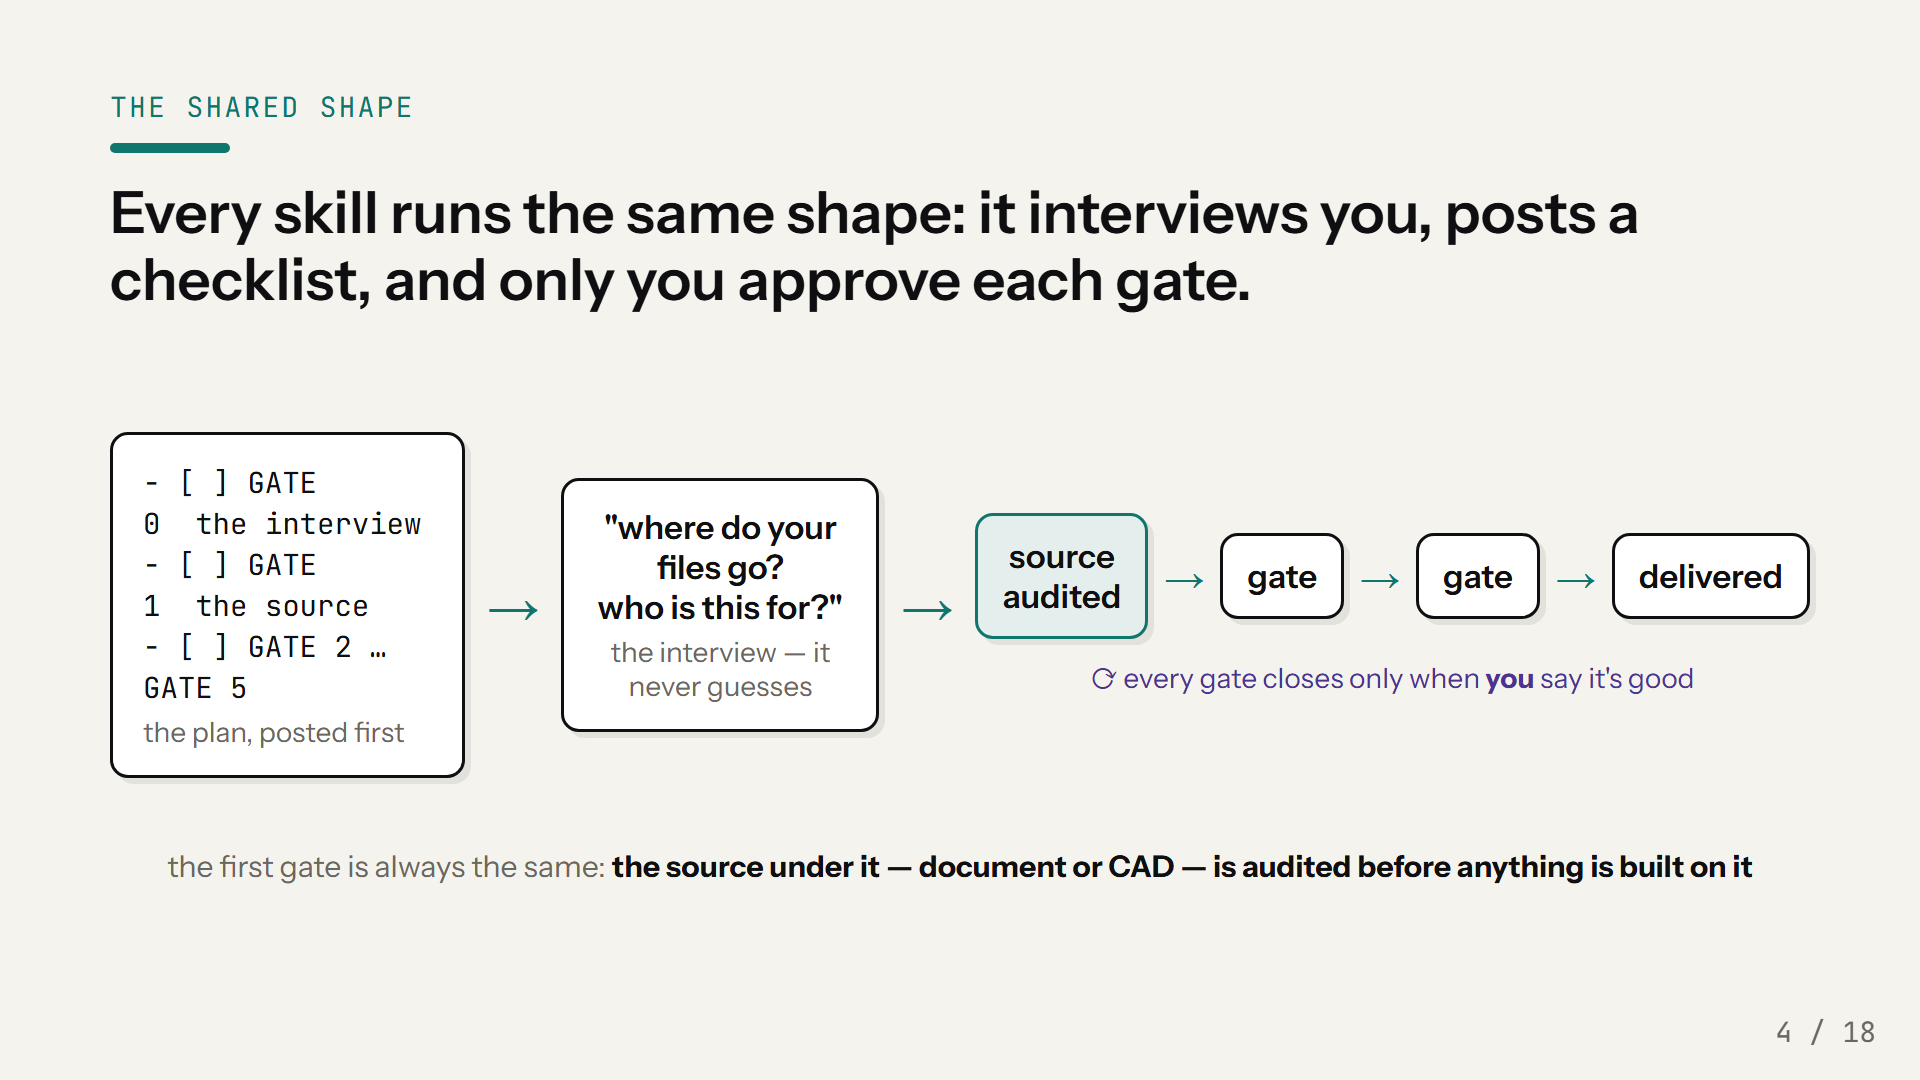 THE SHARED SHAPE
Every skill runs the same shape: it interviews you, posts a
checklist, and only you approve each gate.
- [ ] GATE
0  the interview
- [ ] GATE
1  the source
- [ ] GATE 2 …
GATE 5
the plan, posted first
→
"where do your
files go?
who is this for?"
the interview — it
never guesses
→
source
audited
→
gate
→
gate
→
delivered
⟳ every gate closes only when you say it's good
the first gate is always the same: the source under it — document or CAD — is audited before anything is built on it
4 / 18